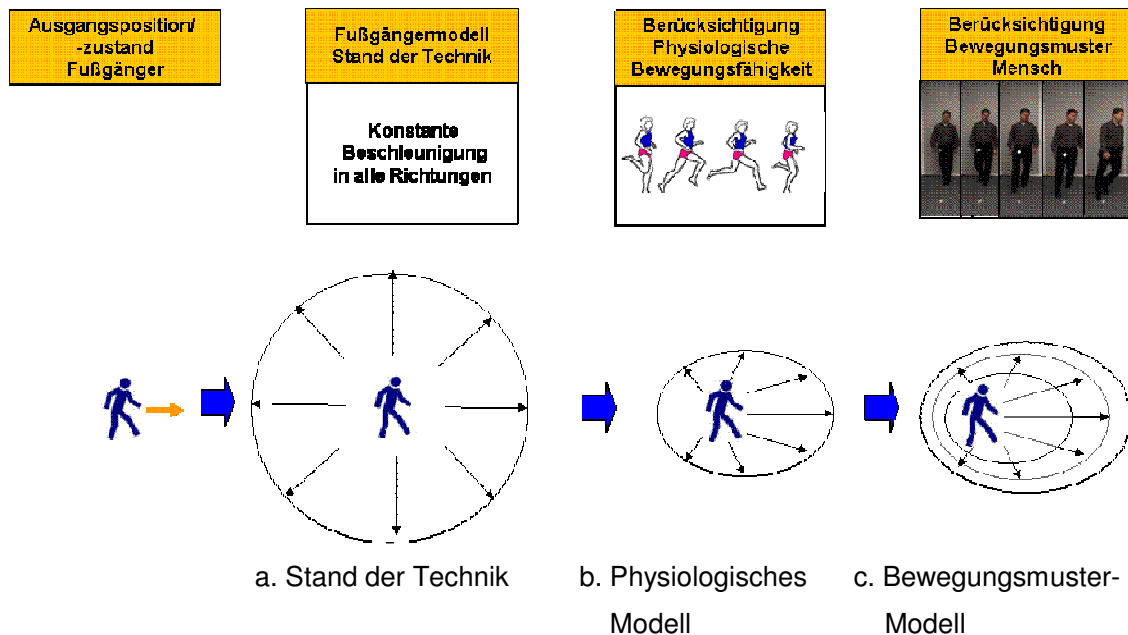 Ausgangsposition/
-zustand
Fußgänger
Fußgängermodell
Stand der Technik
Konstante
Beschleunigung
in alle Richtungen
Berücksichtigung
Physiologische
Bewegungsfähigkeit
Berücksichtigung
Bewegungsmuster
Mensch
a. Stand der Technik
b. Physiologisches
Modell
c. Bewegungsmuster-
Modell